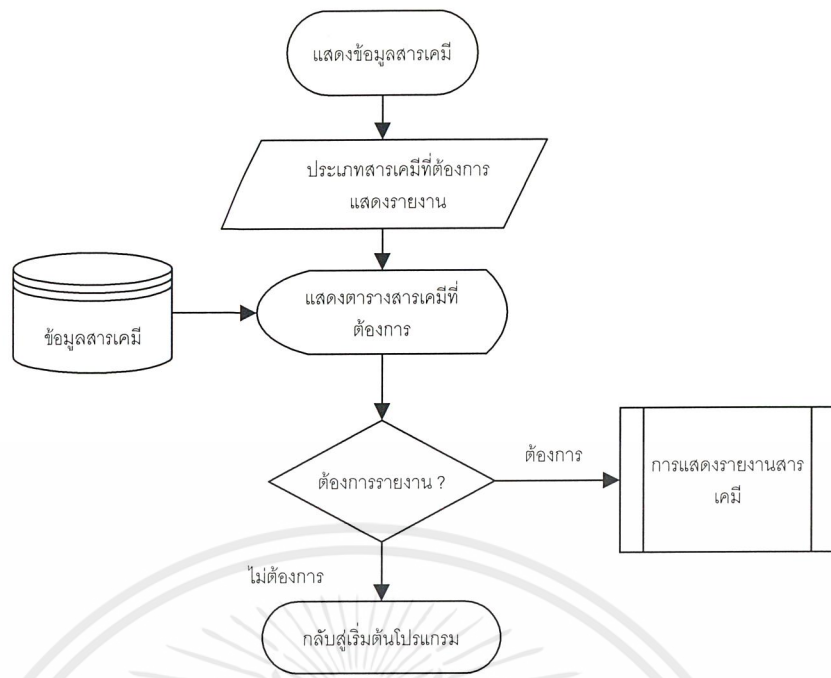 แสดงข้อมูลสารเคมี
ประเภทสารเคมีที่ต้องการ
แสดงรายงาน
แสดงตารางสารเคมีที่
ต้องการ
ข้อมูลสารเคมี
ต้องการรายงาน ?
ต้องการ
การแสดงรายงานสาร
เคมี
ไม่ต้องการ
กลับสู่เริ่มต้นโปรแกรม